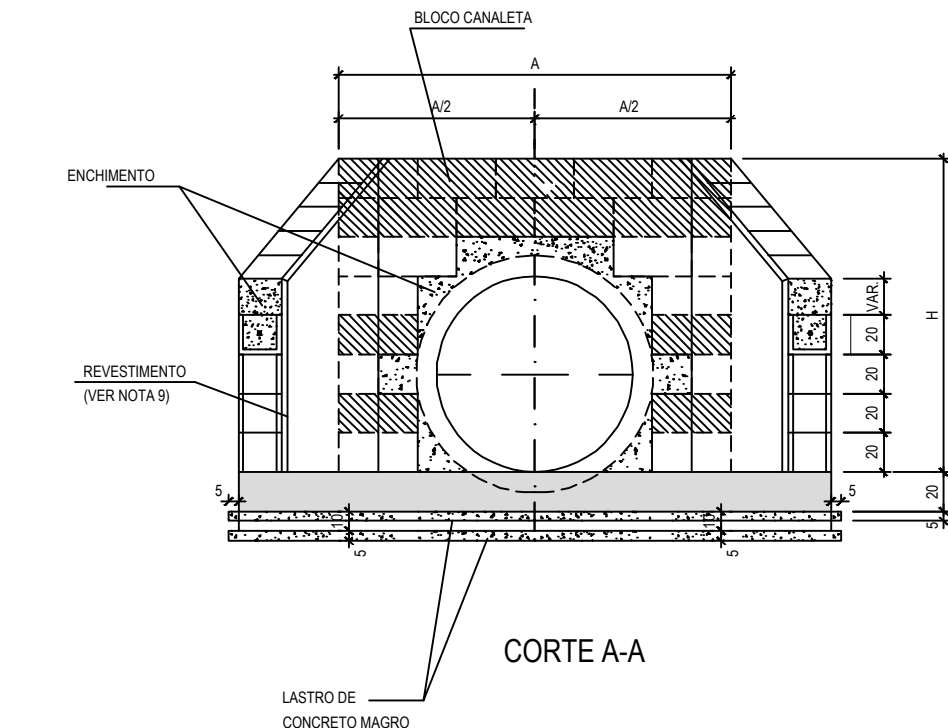 BLOCO CANALETA
A
A/2 A/2
ENCHIMENTO
VAR.
H
20
REVESTIMENTO
(VER NOTA 9)
20
20
20
5 5
20
10 10
5
5 5
CORTE A-A
LASTRO DE
CONCRETO MAGRO